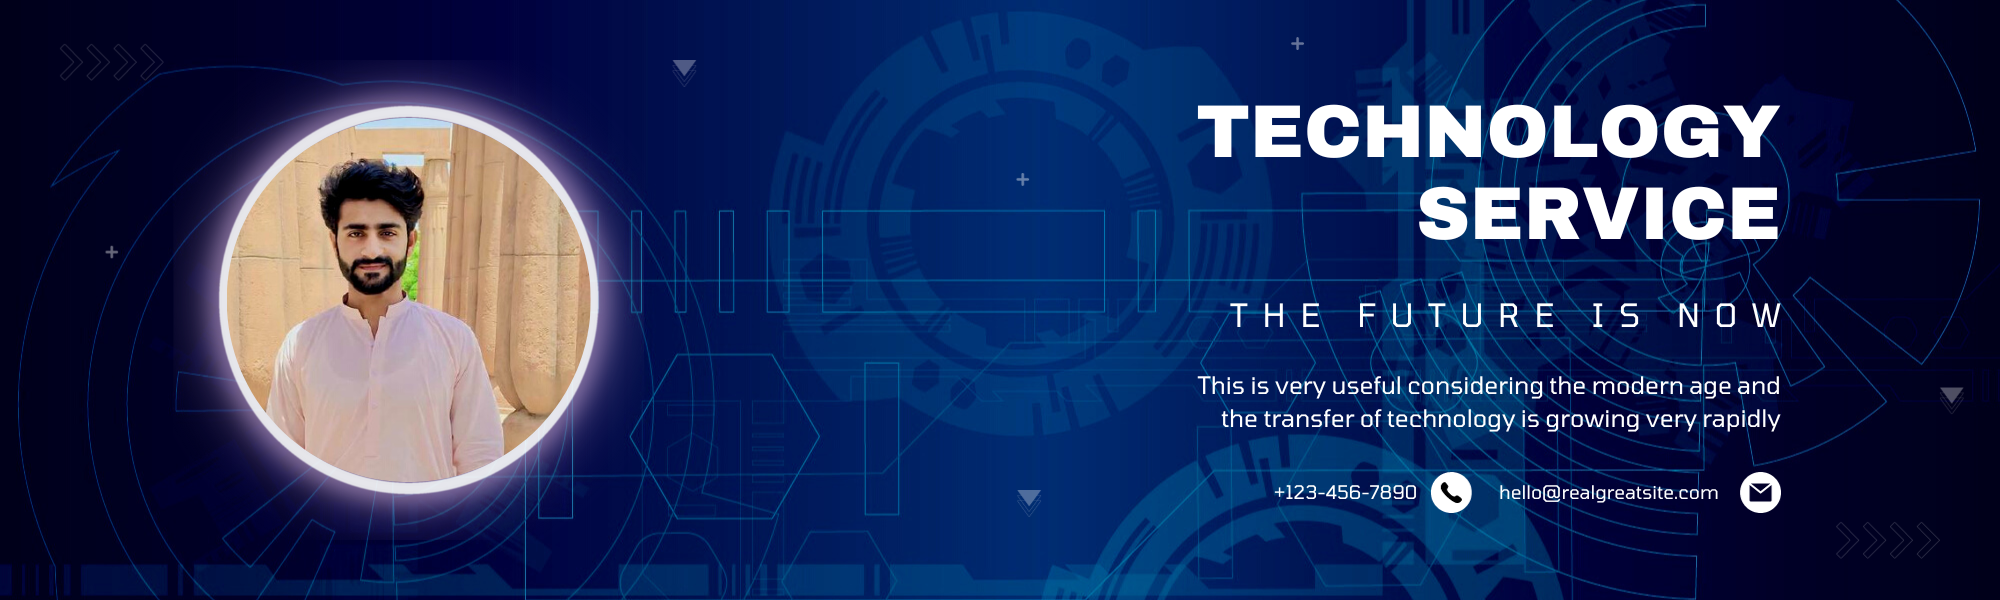 TECHNOLOGY
SERVICE
THE FUTURE IS NOW
This is very useful considering the modern age and
the transfer of technology is growing very rapidly
+123-456-7890 hello@realgreatsite.com